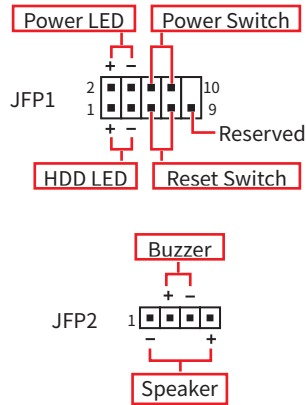 Power LED Power Switch
+ −
2 10
JFP1
1 9
+ − Reserved
HDD LED Reset Switch
Buzzer
+ −
JFP2 1
− +
Speaker